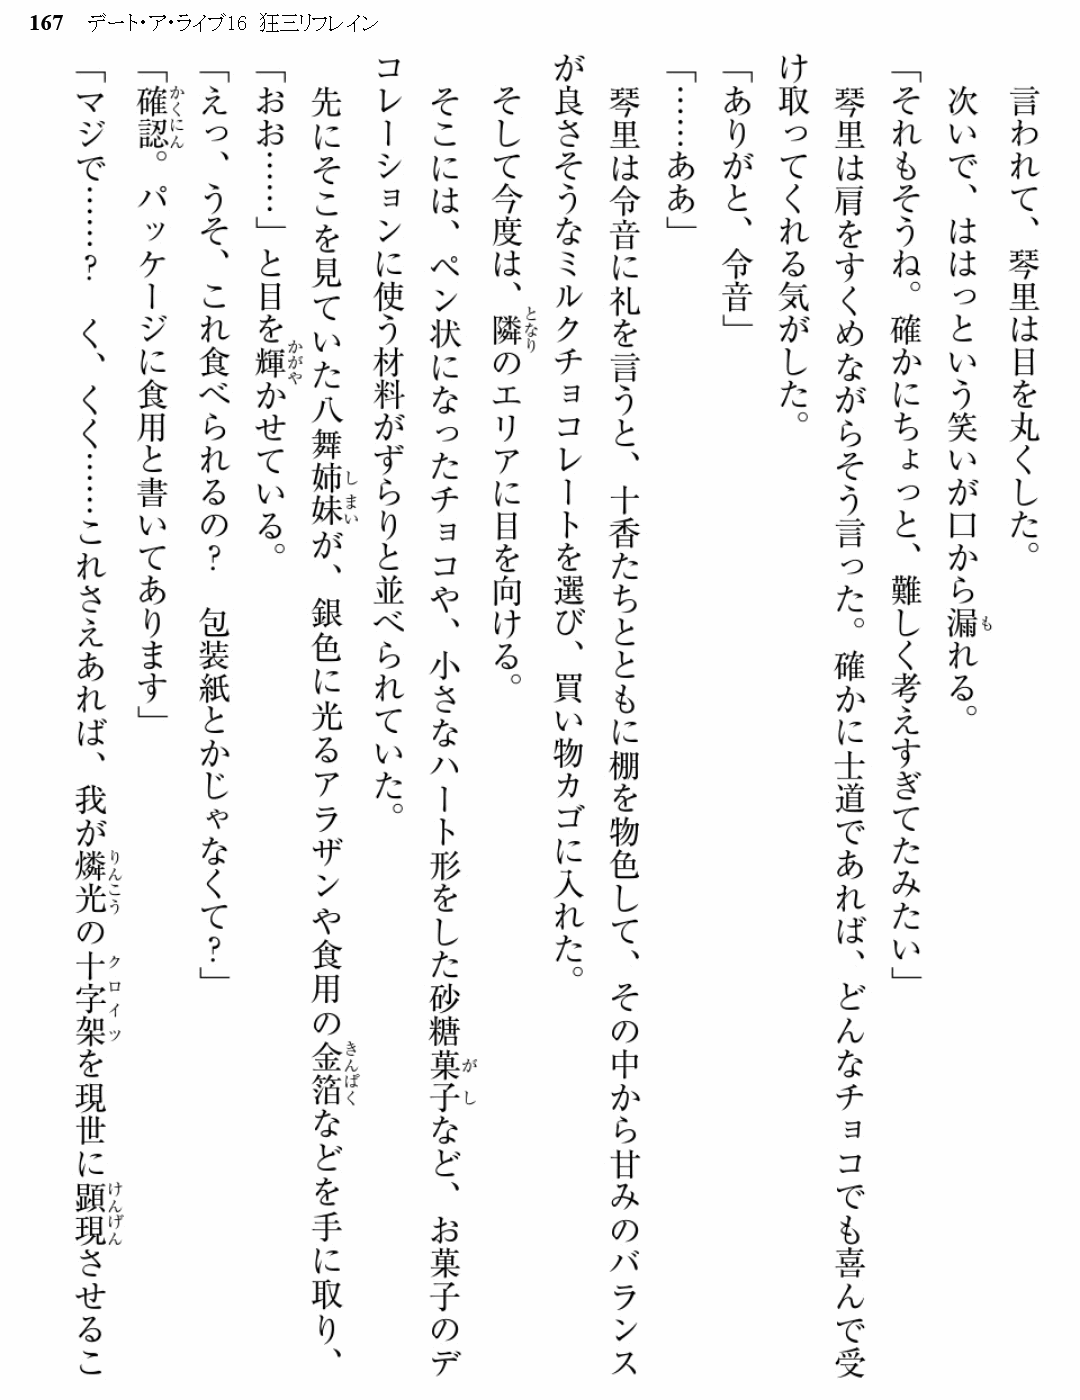 167 デート・ア・ライブ16 狂三リフレイン
言われて、琴里は目を丸くした。
次いで、ははっという笑いが口から漏れる。
「それもそうね。確かにちょっと、難しく考えすぎてたみたい」
琴里は肩をすくめながらそう言った。確かに士道であれば、どんなチョコでも喜んで受
け取ってくれる気がした。
「ありがと、令音」
「……ああ」
琴里は令音に礼を言うと、十香たちとともに棚を物色して、その中から甘みのバランス
が良さそうなミルクチョコレートを選び、買い物カゴに入れた。
そして今度は、隣のエリアに目を向ける。
そこには、ペン状になったチョコや、小さなハート形をした砂糖菓子など、お菓子のデ
コレーションに使う材料がずらりと並べられていた。
先にそこを見ていた八舞姉妹が、銀色に光るアラザンや食用の金箔などを手に取り、
「おお……」と目を輝かせている。
「えっ、うそ、これ食べられるの？　包装紙とかじゃなくて？」
「確認。パッケージに食用と書いてあります」
「マジで……？　く、くく……これさえあれば、我が燐光の十字架を現世に顕現させるこ